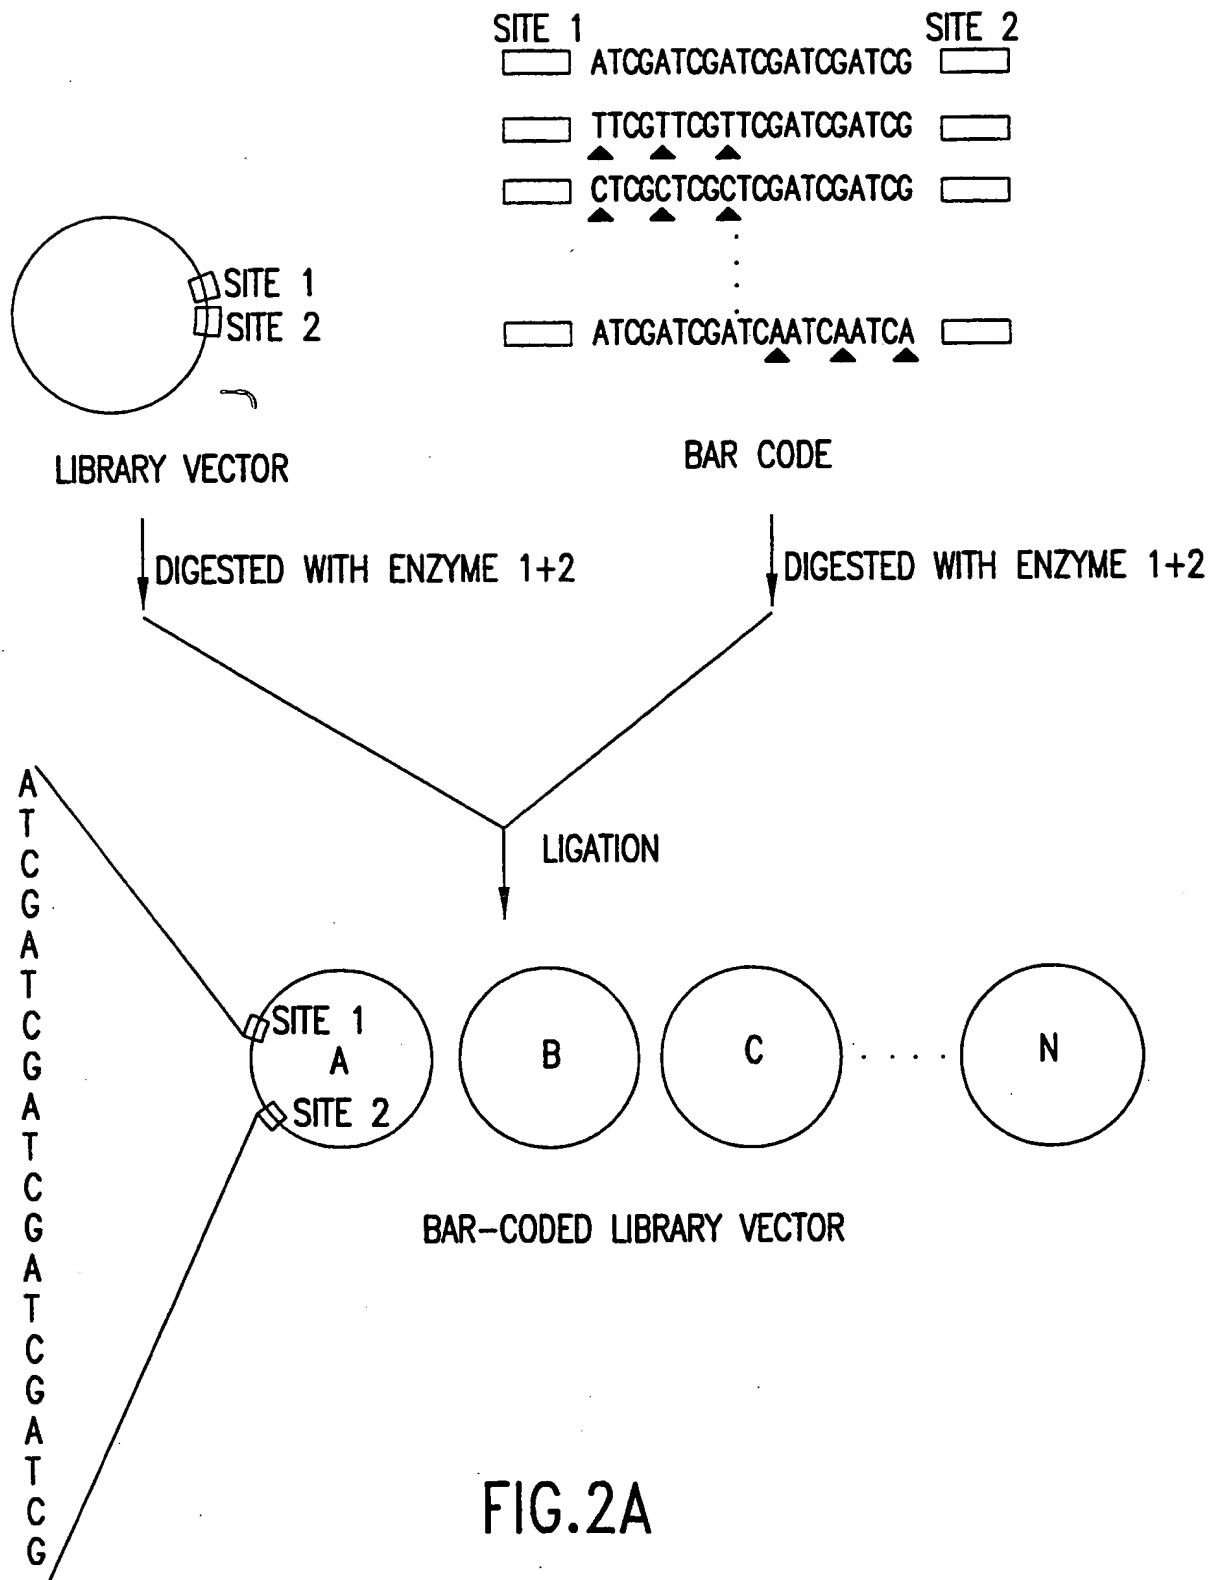 SITE 1 SITE 2
ATCGATCGATCGATCGATCG
TTCGTTCGTTCGATCGATCG
CTCGCTCGCTCGATCGATCG
SITE 1
SITE 2
ATCGATCGATCAATCAATCA
LIBRARY VECTOR
BAR CODE
DIGESTED WITH ENZYME 1+2
DIGESTED WITH ENZYME 1+2
LIGATION
A
T
C
G
A
T
C
G
A
T
C
G
A
T
C
G
A
T
C
G
SITE 1
A
SITE 2
B
C
N
BAR-CODED LIBRARY VECTOR
FIG.2A